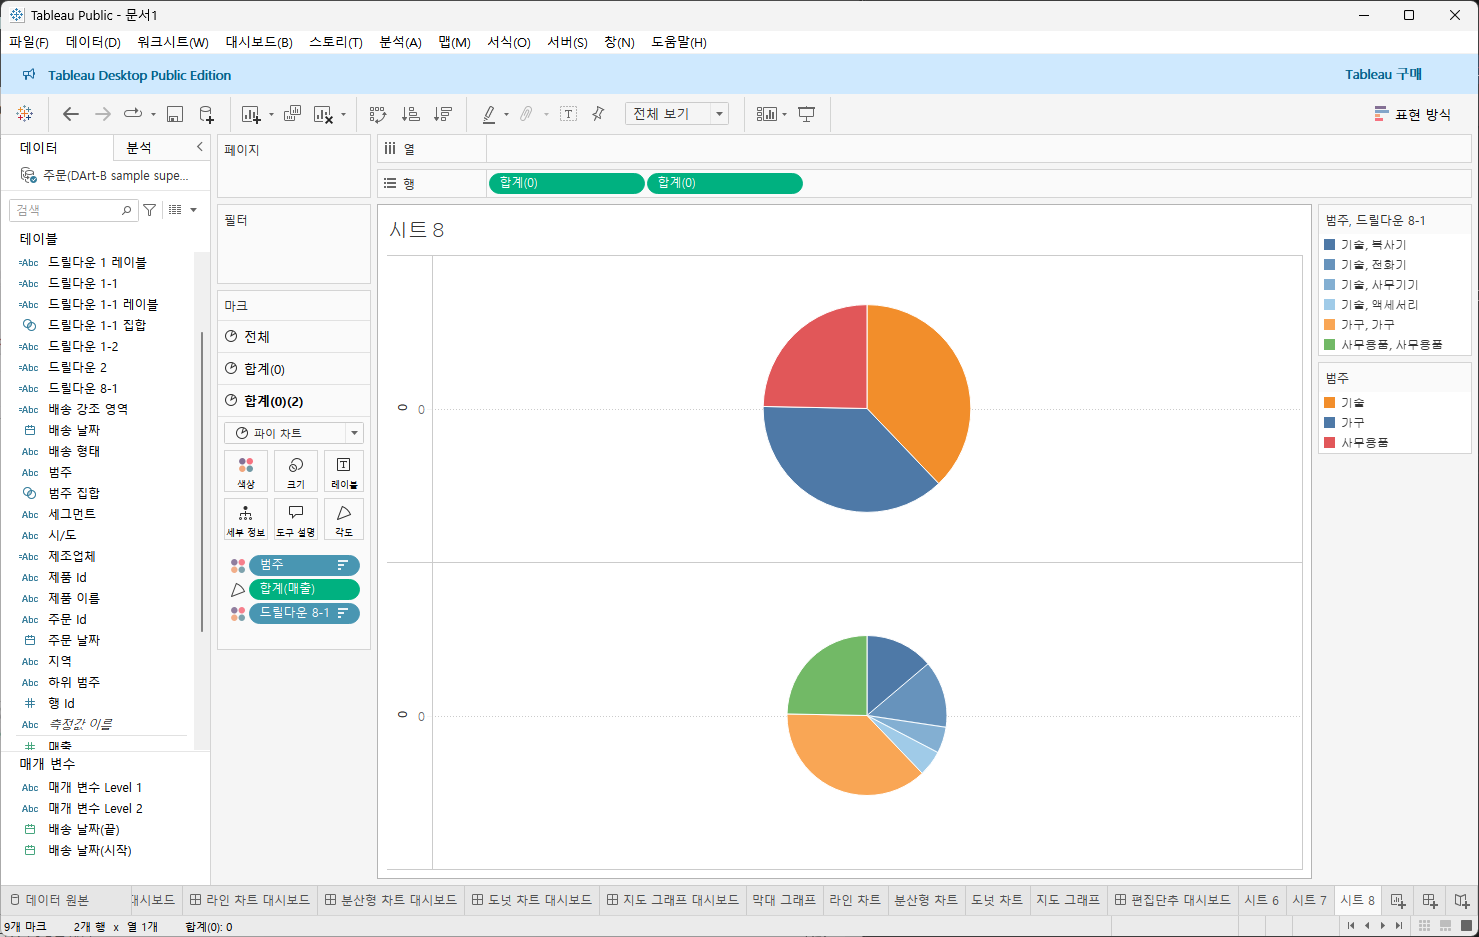 Tableau Public - 문서1
파일(F) 데이터(D) 워크시트(W) 대시보드(B) 스토리(T) 분석(A) 맵(M) 서식(O) 서버(S) 창(N) 도움말(H)
Tableau Desktop Public Edition
Tableau 구매
전체 보기
표현 방식
데이터
분석
주문(DArt-B sample supe...
검색
테이블
=Abc 드릴다운 1 레이블
=Abc 드릴다운 1-1
=Abc 드릴다운 1-1 레이블
드릴다운 1-1 집합
=Abc 드릴다운 1-2
=Abc 드릴다운 2
=Abc 드릴다운 8-1
=Abc 배송 강조 영역
배송 날짜
Abc 배송 형태
Abc 범주
범주 집합
Abc 세그먼트
Abc 시/도
=Abc 제조업체
Abc 제품 Id
Abc 제품 이름
Abc 주문 Id
주문 날짜
Abc 지역
Abc 하위 범주
행 Id
Abc 측정값 이름
매출
매개 변수
Abc 매개 변수 Level 1
Abc 매개 변수 Level 2
배송 날짜(끝)
배송 날짜(시작)
페이지
필터
마크
전체
합계(0)
합계(0)(2)
파이 차트
색상 크기 레이블
세부 정보 도구 설명 각도
범주
합계(매출)
드릴다운 8-1
열
행
합계(0) 합계(0)
시트 8
0 0
0 0
범주, 드릴다운 8-1
기술, 복사기
기술, 전화기
기술, 사무기기
기술, 액세서리
가구, 가구
사무용품, 사무용품
범주
기술
가구
사무용품
데이터 원본 대시보드 라인 차트 대시보드 분산형 차트 대시보드 도넛 차트 대시보드 지도 그래프 대시보드 막대 그래프 라인 차트 분산형 차트 도넛 차트 지도 그래프 편집단추 대시보드 시트 6 시트 7 시트 8
9개 마크 2개 행 x 열 1개 합계(0): 0